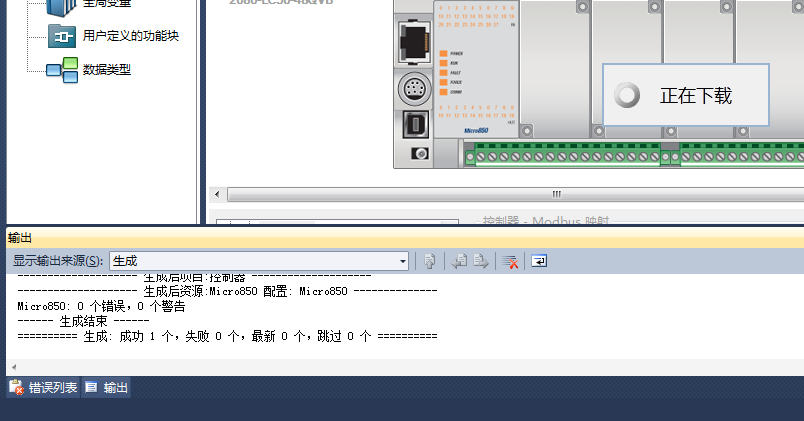 全局变量
2080-LC50-48QVB
用户定义的功能块
数据类型
POWER
RUN
FAULT
FORCE
COMM
Micro850
正在下载
控制器 - Modbus 映射
输出
显示输出来源(S): 生成
-------------------- 生成后项目:控制器 --------------------
-------------------- 生成后资源:Micro850 配置: Micro850 --------------
Micro850: 0 个错误，0 个警告
------ 生成结束 ------
========== 生成: 成功 1 个，失败 0 个，最新 0 个，跳过 0 个 ==========
错误列表 输出